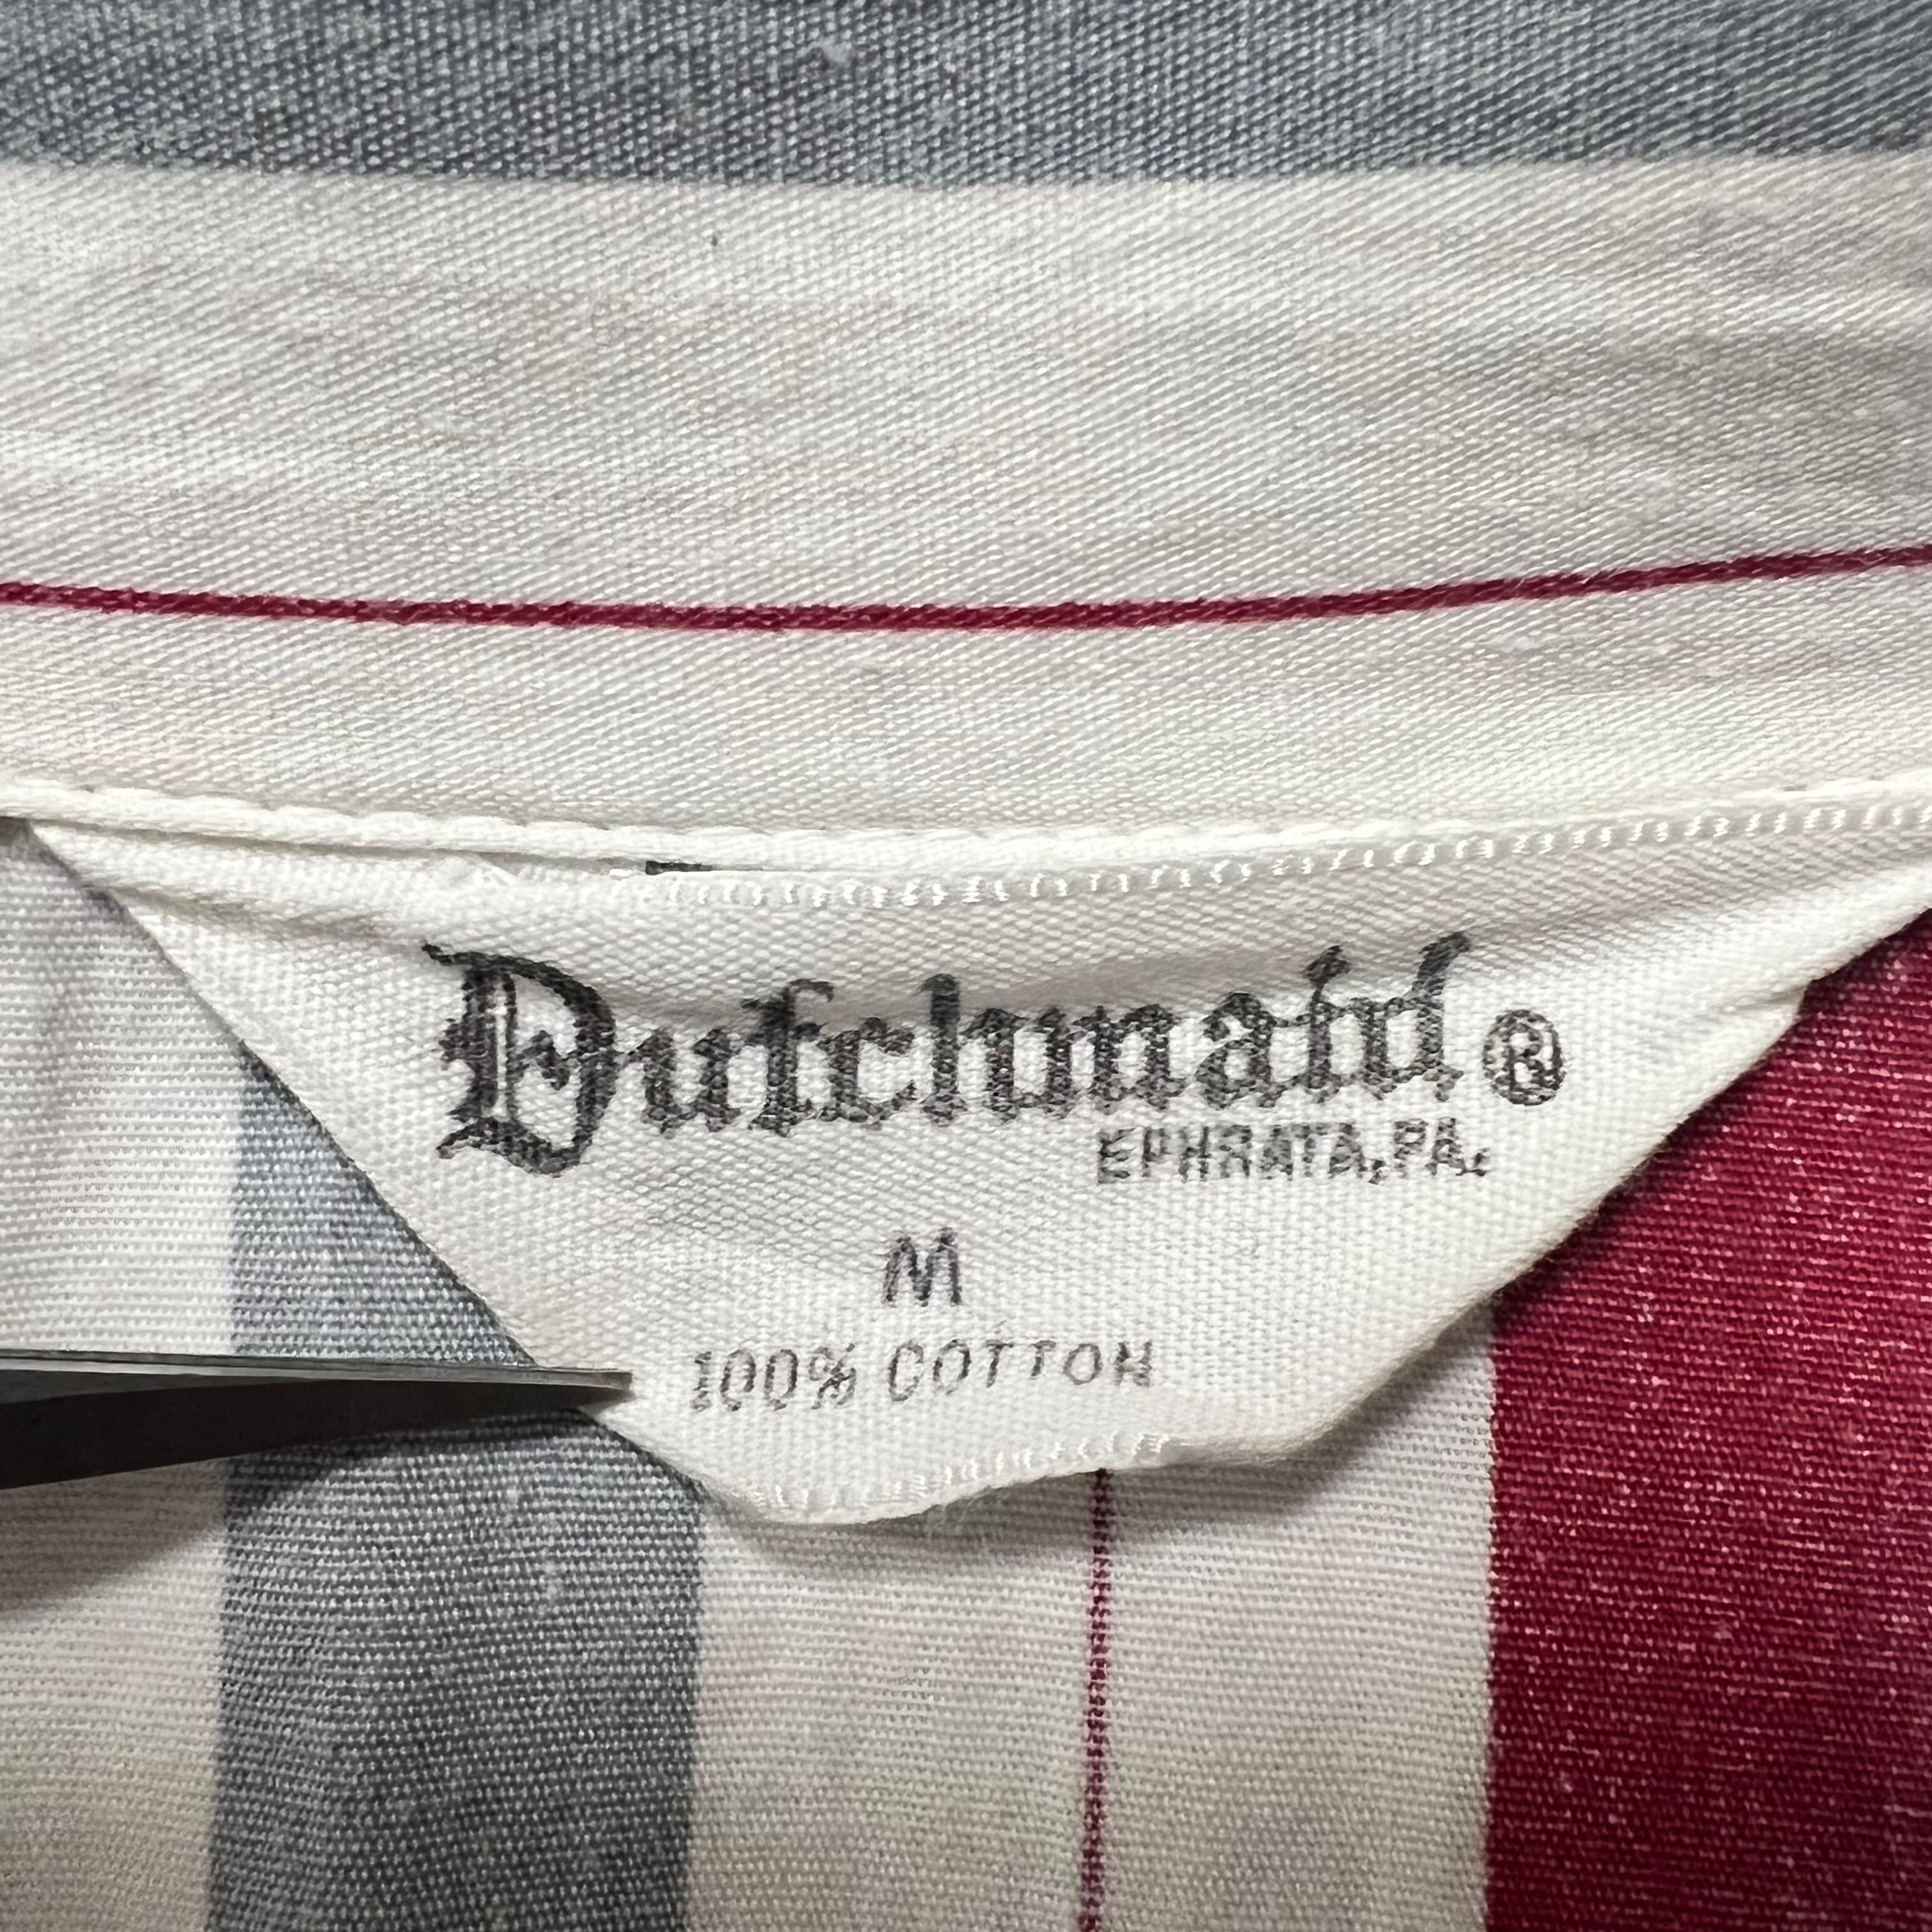 Dutchmaid®
EPHRATA, PA.
M
100% COTTON